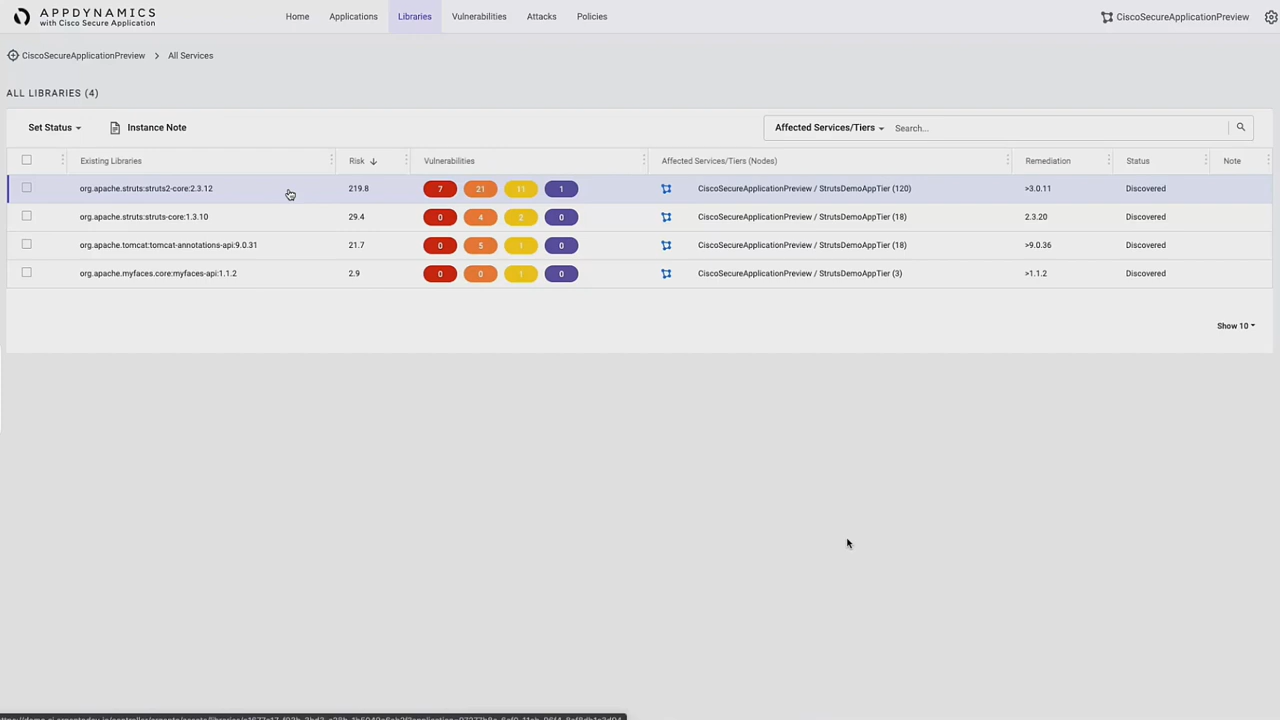 APPDYNAMICS
with Cisco Secure Application
Home Applications Libraries Vulnerabilities Attacks Policies
CiscoSecureApplicationPreview
CiscoSecureApplicationPreview > All Services
ALL LIBRARIES (4)
Set Status Instance Note Affected Services/Tiers Search...
Existing Libraries Risk Vulnerabilities Affected Services/Tiers (Nodes) Remediation Status Note
org.apache.struts:struts2-core:2.3.12 219.8 7 21 11 1 CiscoSecureApplicationPreview / StrutsDemoAppTier (120) >3.0.11 Discovered
org.apache.struts:struts-core:1.3.10 29.4 0 4 2 0 CiscoSecureApplicationPreview / StrutsDemoAppTier (18) 2.3.20 Discovered
org.apache.tomcat:tomcat-annotations-api:9.0.31 21.7 0 5 1 0 CiscoSecureApplicationPreview / StrutsDemoAppTier (18) >9.0.36 Discovered
org.apache.myfaces.core:myfaces-api:1.1.2 2.9 0 0 1 0 CiscoSecureApplicationPreview / StrutsDemoAppTier (3) >1.1.2 Discovered
Show 10